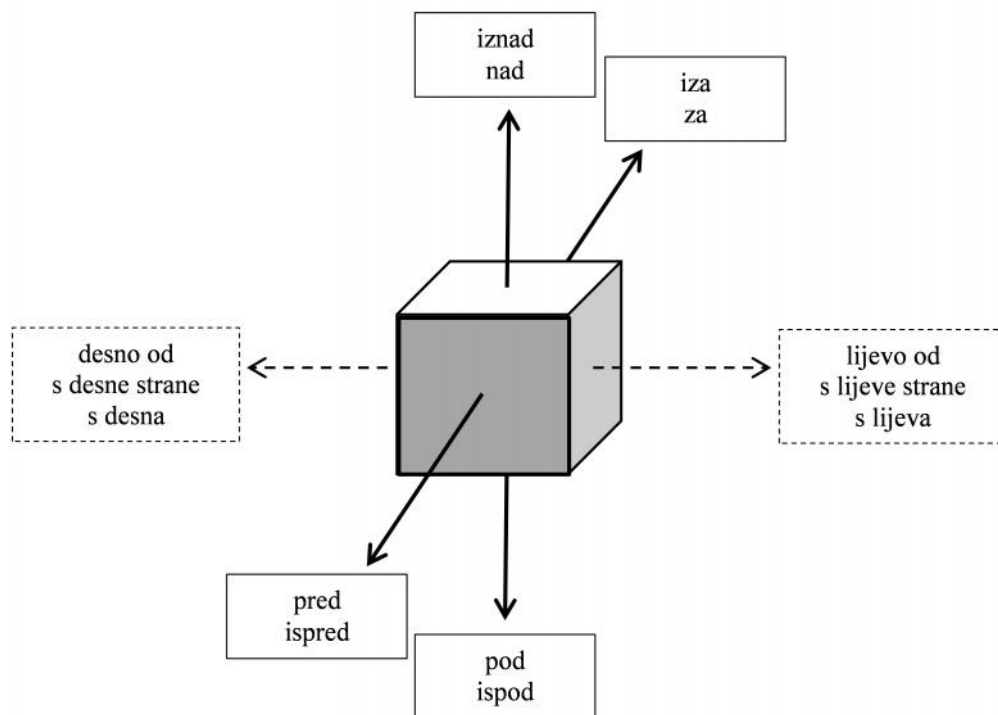 iznad
nad
iza
za
desno od
s desne strane
s desna
lijevo od
s lijeve strane
s lijeva
pred
ispred
pod
ispod